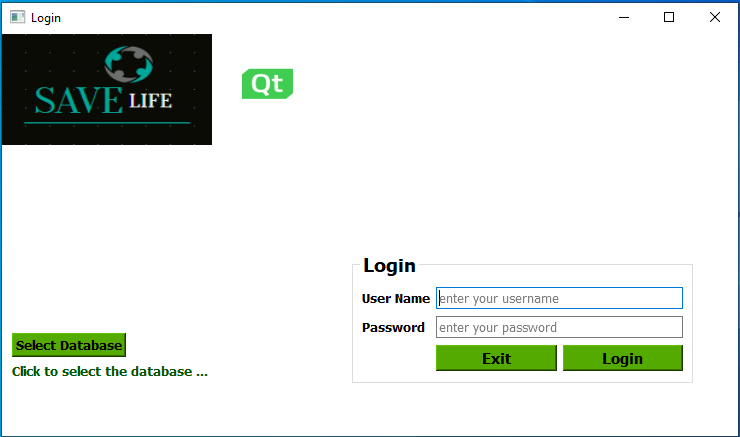 Login
SAVE LIFE
Qt
Login
User Name enter your username
Password enter your password
Exit Login
Select Database
Click to select the database ...